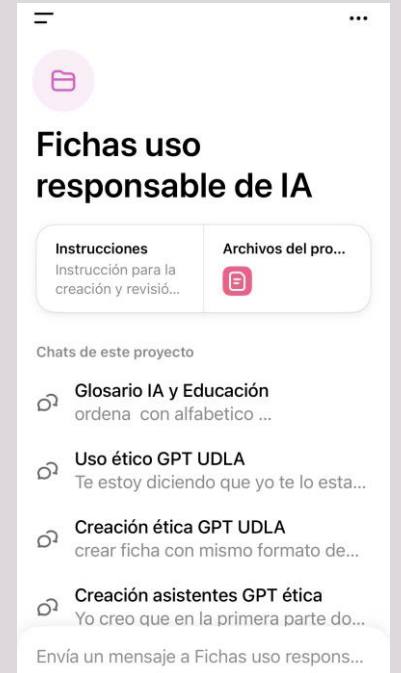 Fichas uso
responsable de IA
Instrucciones
Instrucción para la
creación y revisió...
Archivos del pro...
Chats de este proyecto
Glosario IA y Educación
ordena con alfabetico ...
Uso ético GPT UDLA
Te estoy diciendo que yo te lo esta...
Creación ética GPT UDLA
crear ficha con mismo formato de...
Creación asistentes GPT ética
Yo creo que en la primera parte do...
Envía un mensaje a Fichas uso respons...